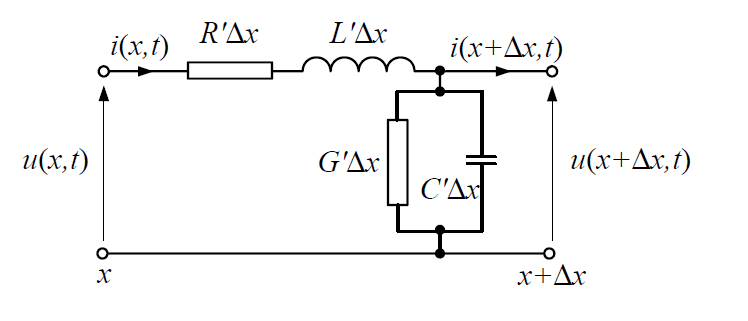 R'Δx
L'Δx
i(x,t)
i(x+Δx,t)
u(x,t)
G'Δx
u(x+Δx,t)
C'Δx
x
x+Δx